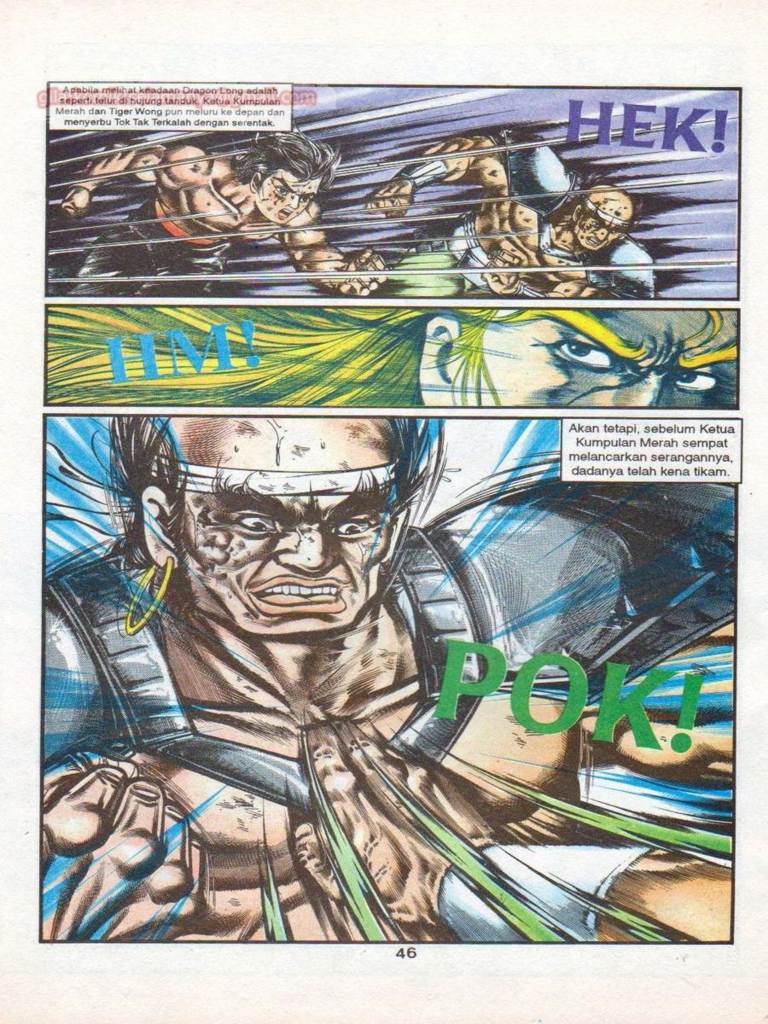 Apabila melihat keadaan Dragon Long adalah
seperti telur di hujung tanduk, Ketua Kumpulan
Merah dan Tiger Wong pun meluru ke depan dan
menyerbu Tok Tak Terkalah dengan serentak.
HEK!
HM!
Akan tetapi, sebelum Ketua
Kumpulan Merah sempat
melancarkan serangannya,
dadanya telah kena tikam.
POK!
46